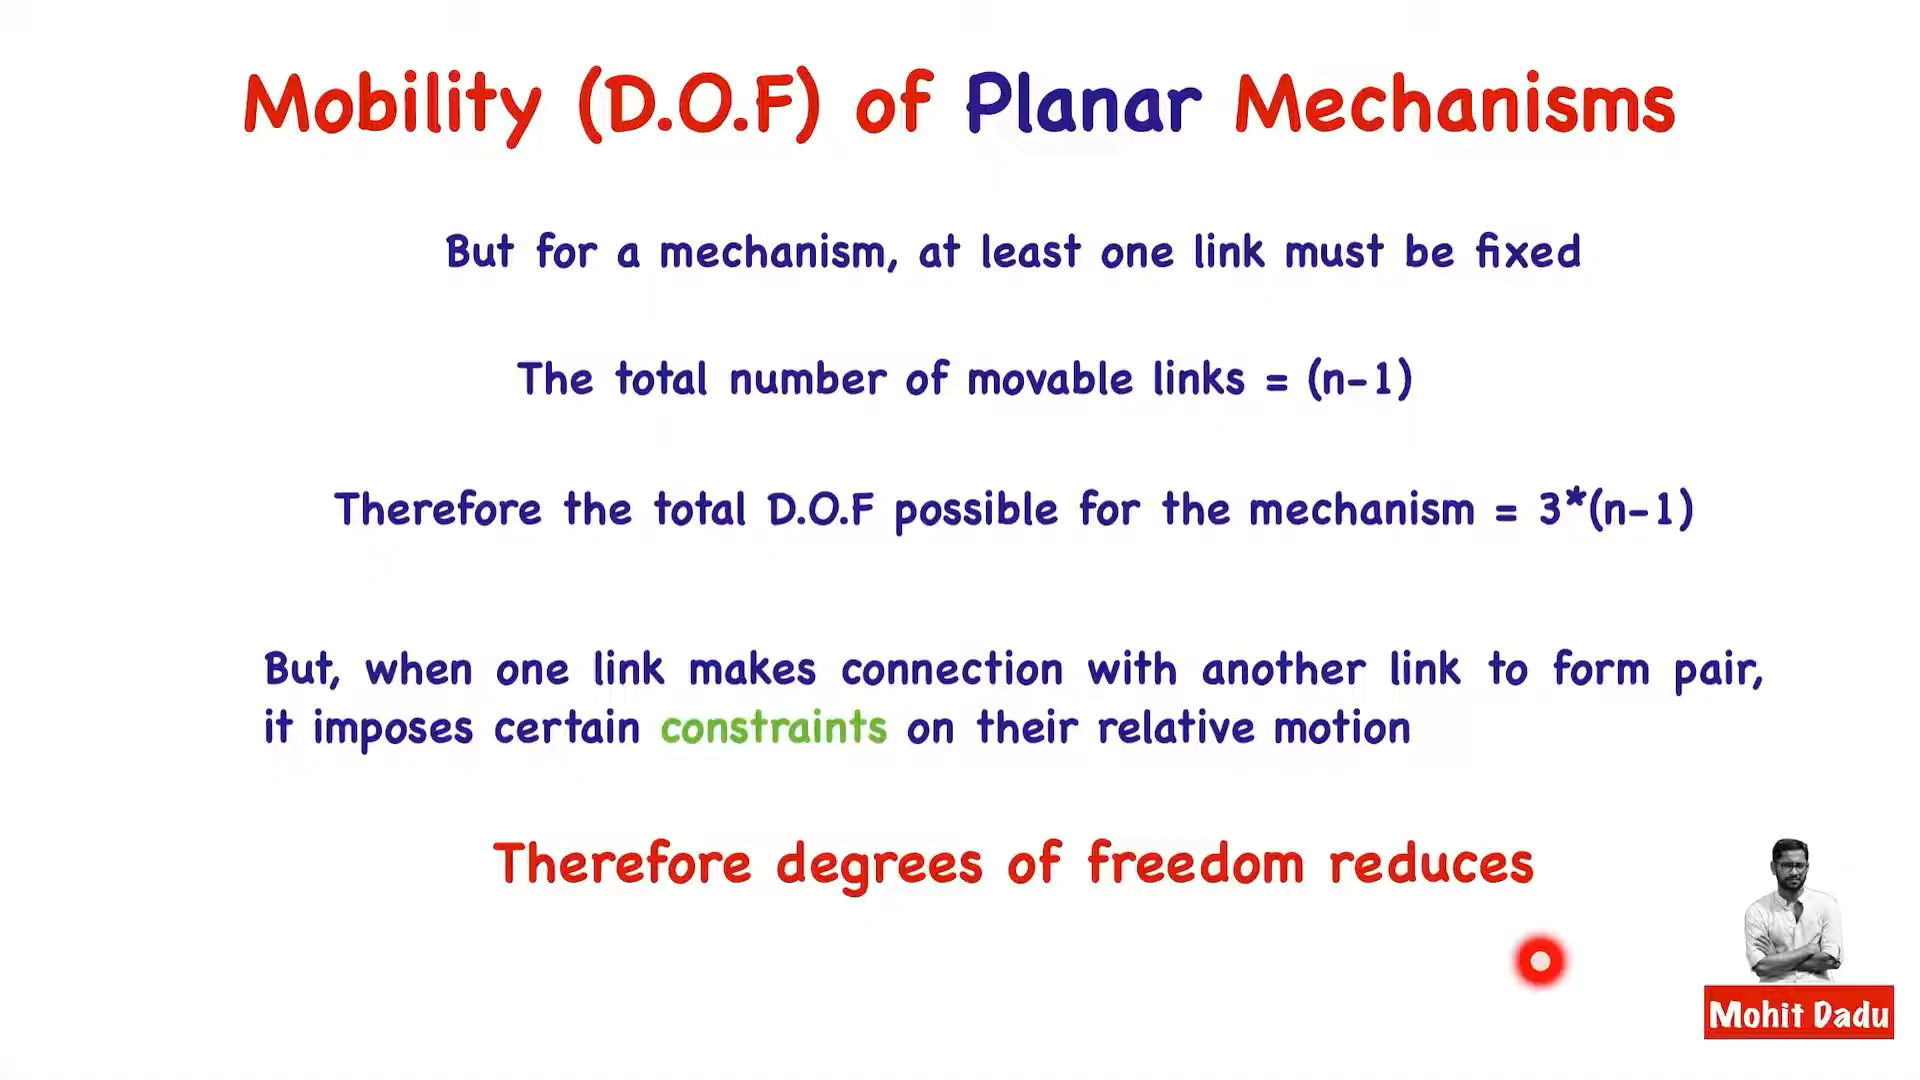 Mobility (D.O.F) of Planar Mechanisms
But for a mechanism, at least one link must be fixed
The total number of movable links = (n-1)
Therefore the total D.O.F possible for the mechanism = 3*(n-1)
But, when one link makes connection with another link to form pair,
it imposes certain constraints on their relative motion
Therefore degrees of freedom reduces
Mohit Dadu